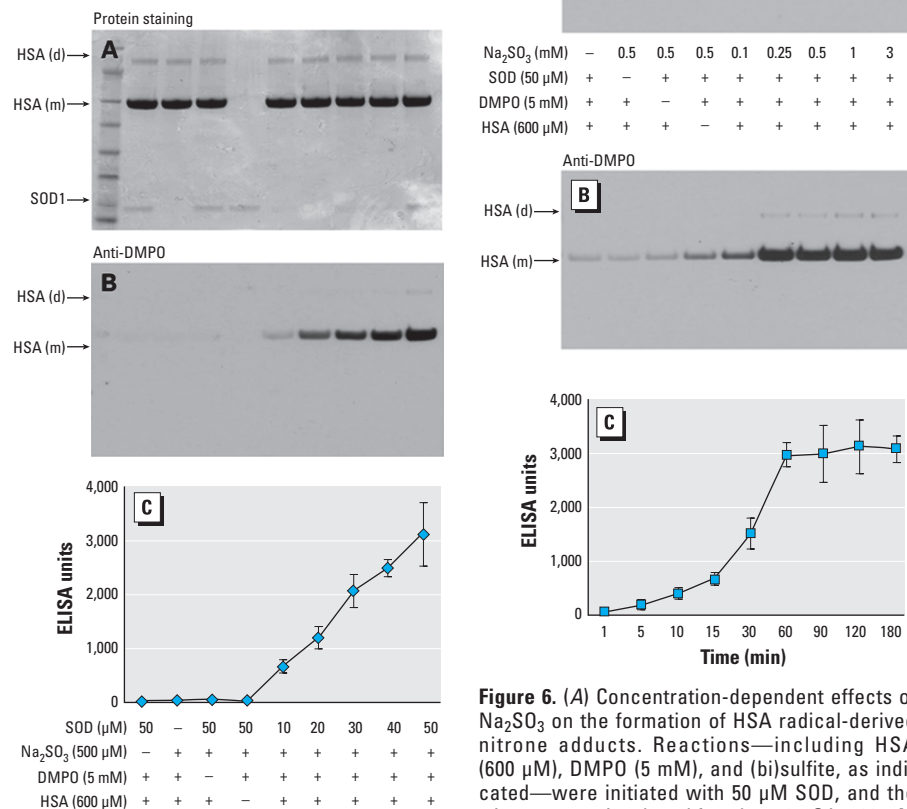 Protein staining
A
HSA (d)
HSA (m)
SOD1
Anti-DMPO
B
HSA (d)
HSA (m)
C
ELISA units
4,000
3,000
2,000
1,000
0
SOD (µM) 50 – 50 50 10 20 30 40 50
Na2SO3 (500 µM) – + + + + + + + +
DMPO (5 mM) + + – + + + + + +
HSA (600 µM) + + + – + + + + +
Na2SO3 (mM) – 0.5 0.5 0.5 0.1 0.25 0.5 1 3
SOD (50 µM) + – + + + + + + +
DMPO (5 mM) + + – + + + + + +
HSA (600 µM) + + + – + + + + +
Anti-DMPO
B
HSA (d)
HSA (m)
C
ELISA units
4,000
3,000
2,000
1,000
0
1 5 10 15 30 60 90 120 180
Time (min)
Figure 6. (A) Concentration-dependent effects o
Na2SO3 on the formation of HSA radical-derived
nitrone adducts. Reactions—including HSA
(600 µM), DMPO (5 mM), and (bi)sulfite, as indi
cated—were initiated with 50 µM SOD, and the